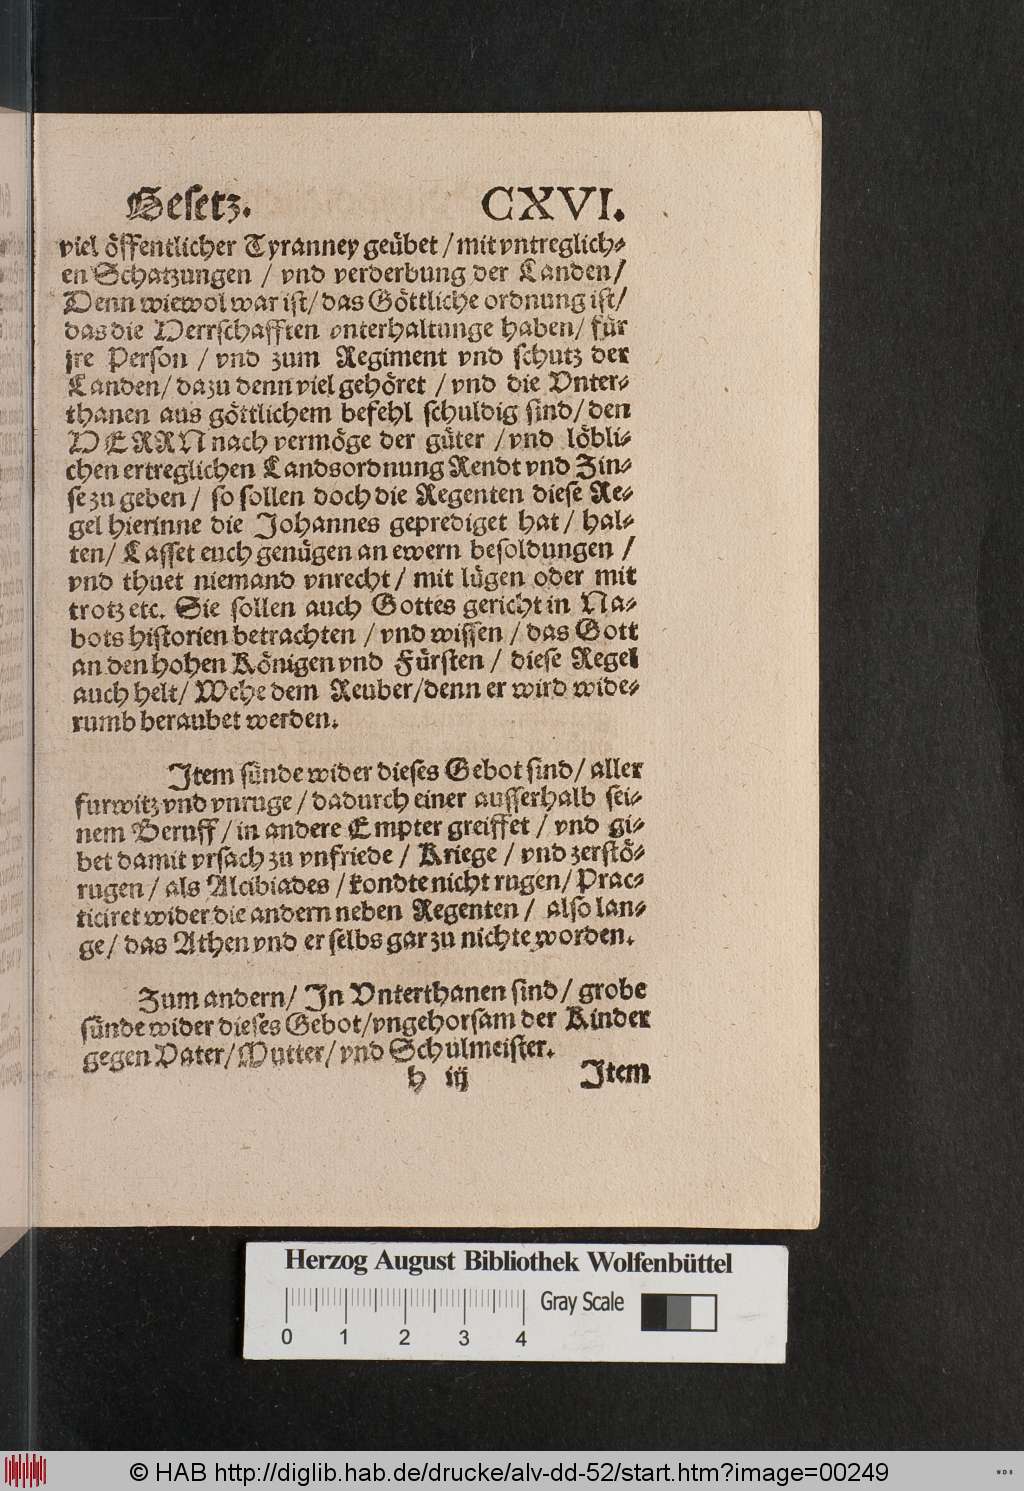 Gesetz. CXVI.
viel öffentlicher Tyranney geübet / mit vntreglich⸗
en Schatzungen / vnd verderbung der Landen /
Denn wiewol war ist / das Göttliche ordnung ist /
das die Herrschafften onterhaltunge haben / für
jre Person / vnd zum Regiment vnd schutz der
Landen / dazu denn viel gehöret / vnd die Vnter⸗
thanen aus göttlichem befehl schuldig sind / den
HERRN nach vermöge der güter / vnd löbli⸗
chen ertreglichen Landsordnung Rendt vnd Zin⸗
se zu geben / so sollen doch die Regenten diese Re⸗
gel hierinne die Johannes geprediget hat / hal⸗
ten / Lasset euch genügen an ewern besoldungen /
vnd thuet niemand vnrecht / mit lügen oder mit
trotz etc. Sie sollen auch Gottes gericht in Na⸗
bots historien betrachten / vnd wissen / das Gott
an den hohen Königen vnd Fürsten / diese Regel
auch helt / Wehe dem Reuber / denn er wird wide⸗
rumb beraubet werden.
Item sünde wider dieses Gebot sind / aller
furwitz vnd vnruge / dadurch einer ausserhalb sei⸗
nem Beruff / in andere Empter greiffet / vnd gi⸗
bet damit vrsach zu vnfriede / Kriege / vnd zerstö⸗
rugen / als Alcibiades / kondte nicht rugen / Prac⸗
ticiret wider die andern neben Regenten / also lan⸗
ge / das Athen vnd er selbs gar zu nichte worden.
Zum andern / In Vnterthanen sind / grobe
sünde wider dieses Gebot / vngehorsam der Kinder
gegen Vater / Mutter / vnd Schulmeister.
h iij Item
Herzog August Bibliothek Wolfenbüttel
Gray Scale
0 1 2 3 4
© HAB http://diglib.hab.de/drucke/alv-dd-52/start.htm?image=00249